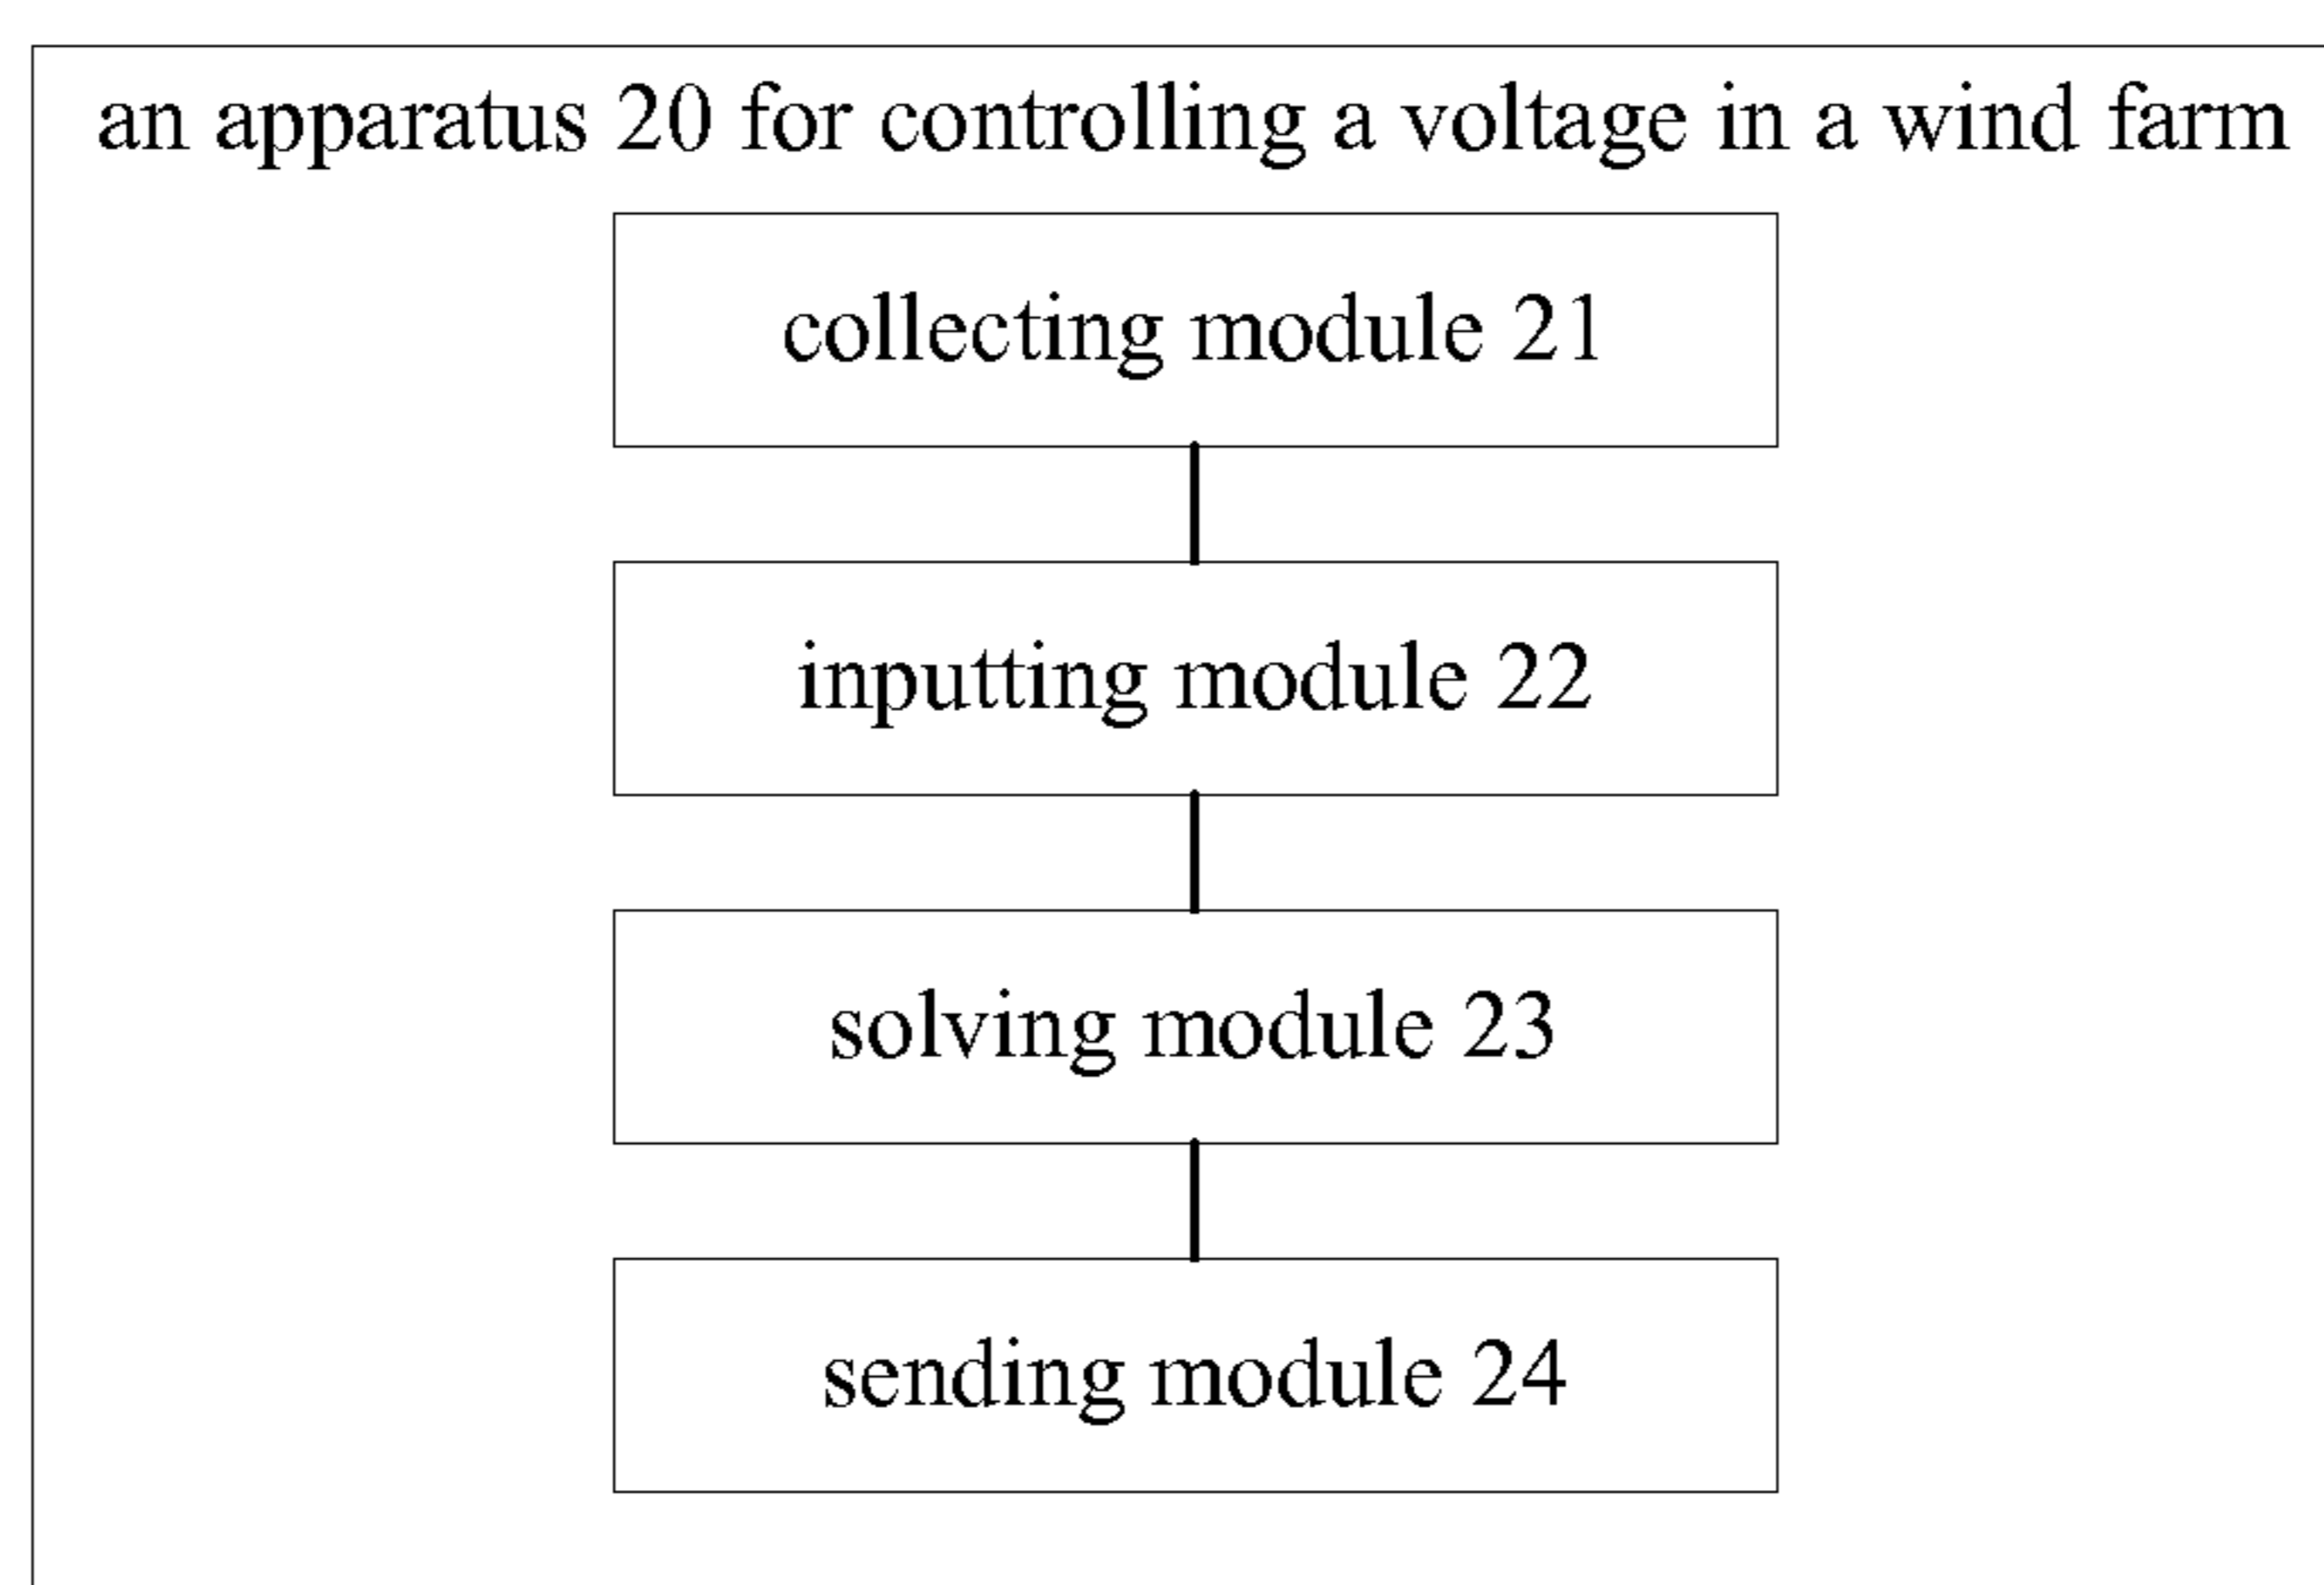 an apparatus 20 for controlling a voltage in a wind farm
collecting module 21
inputting module 22
solving module 23
sending module 24